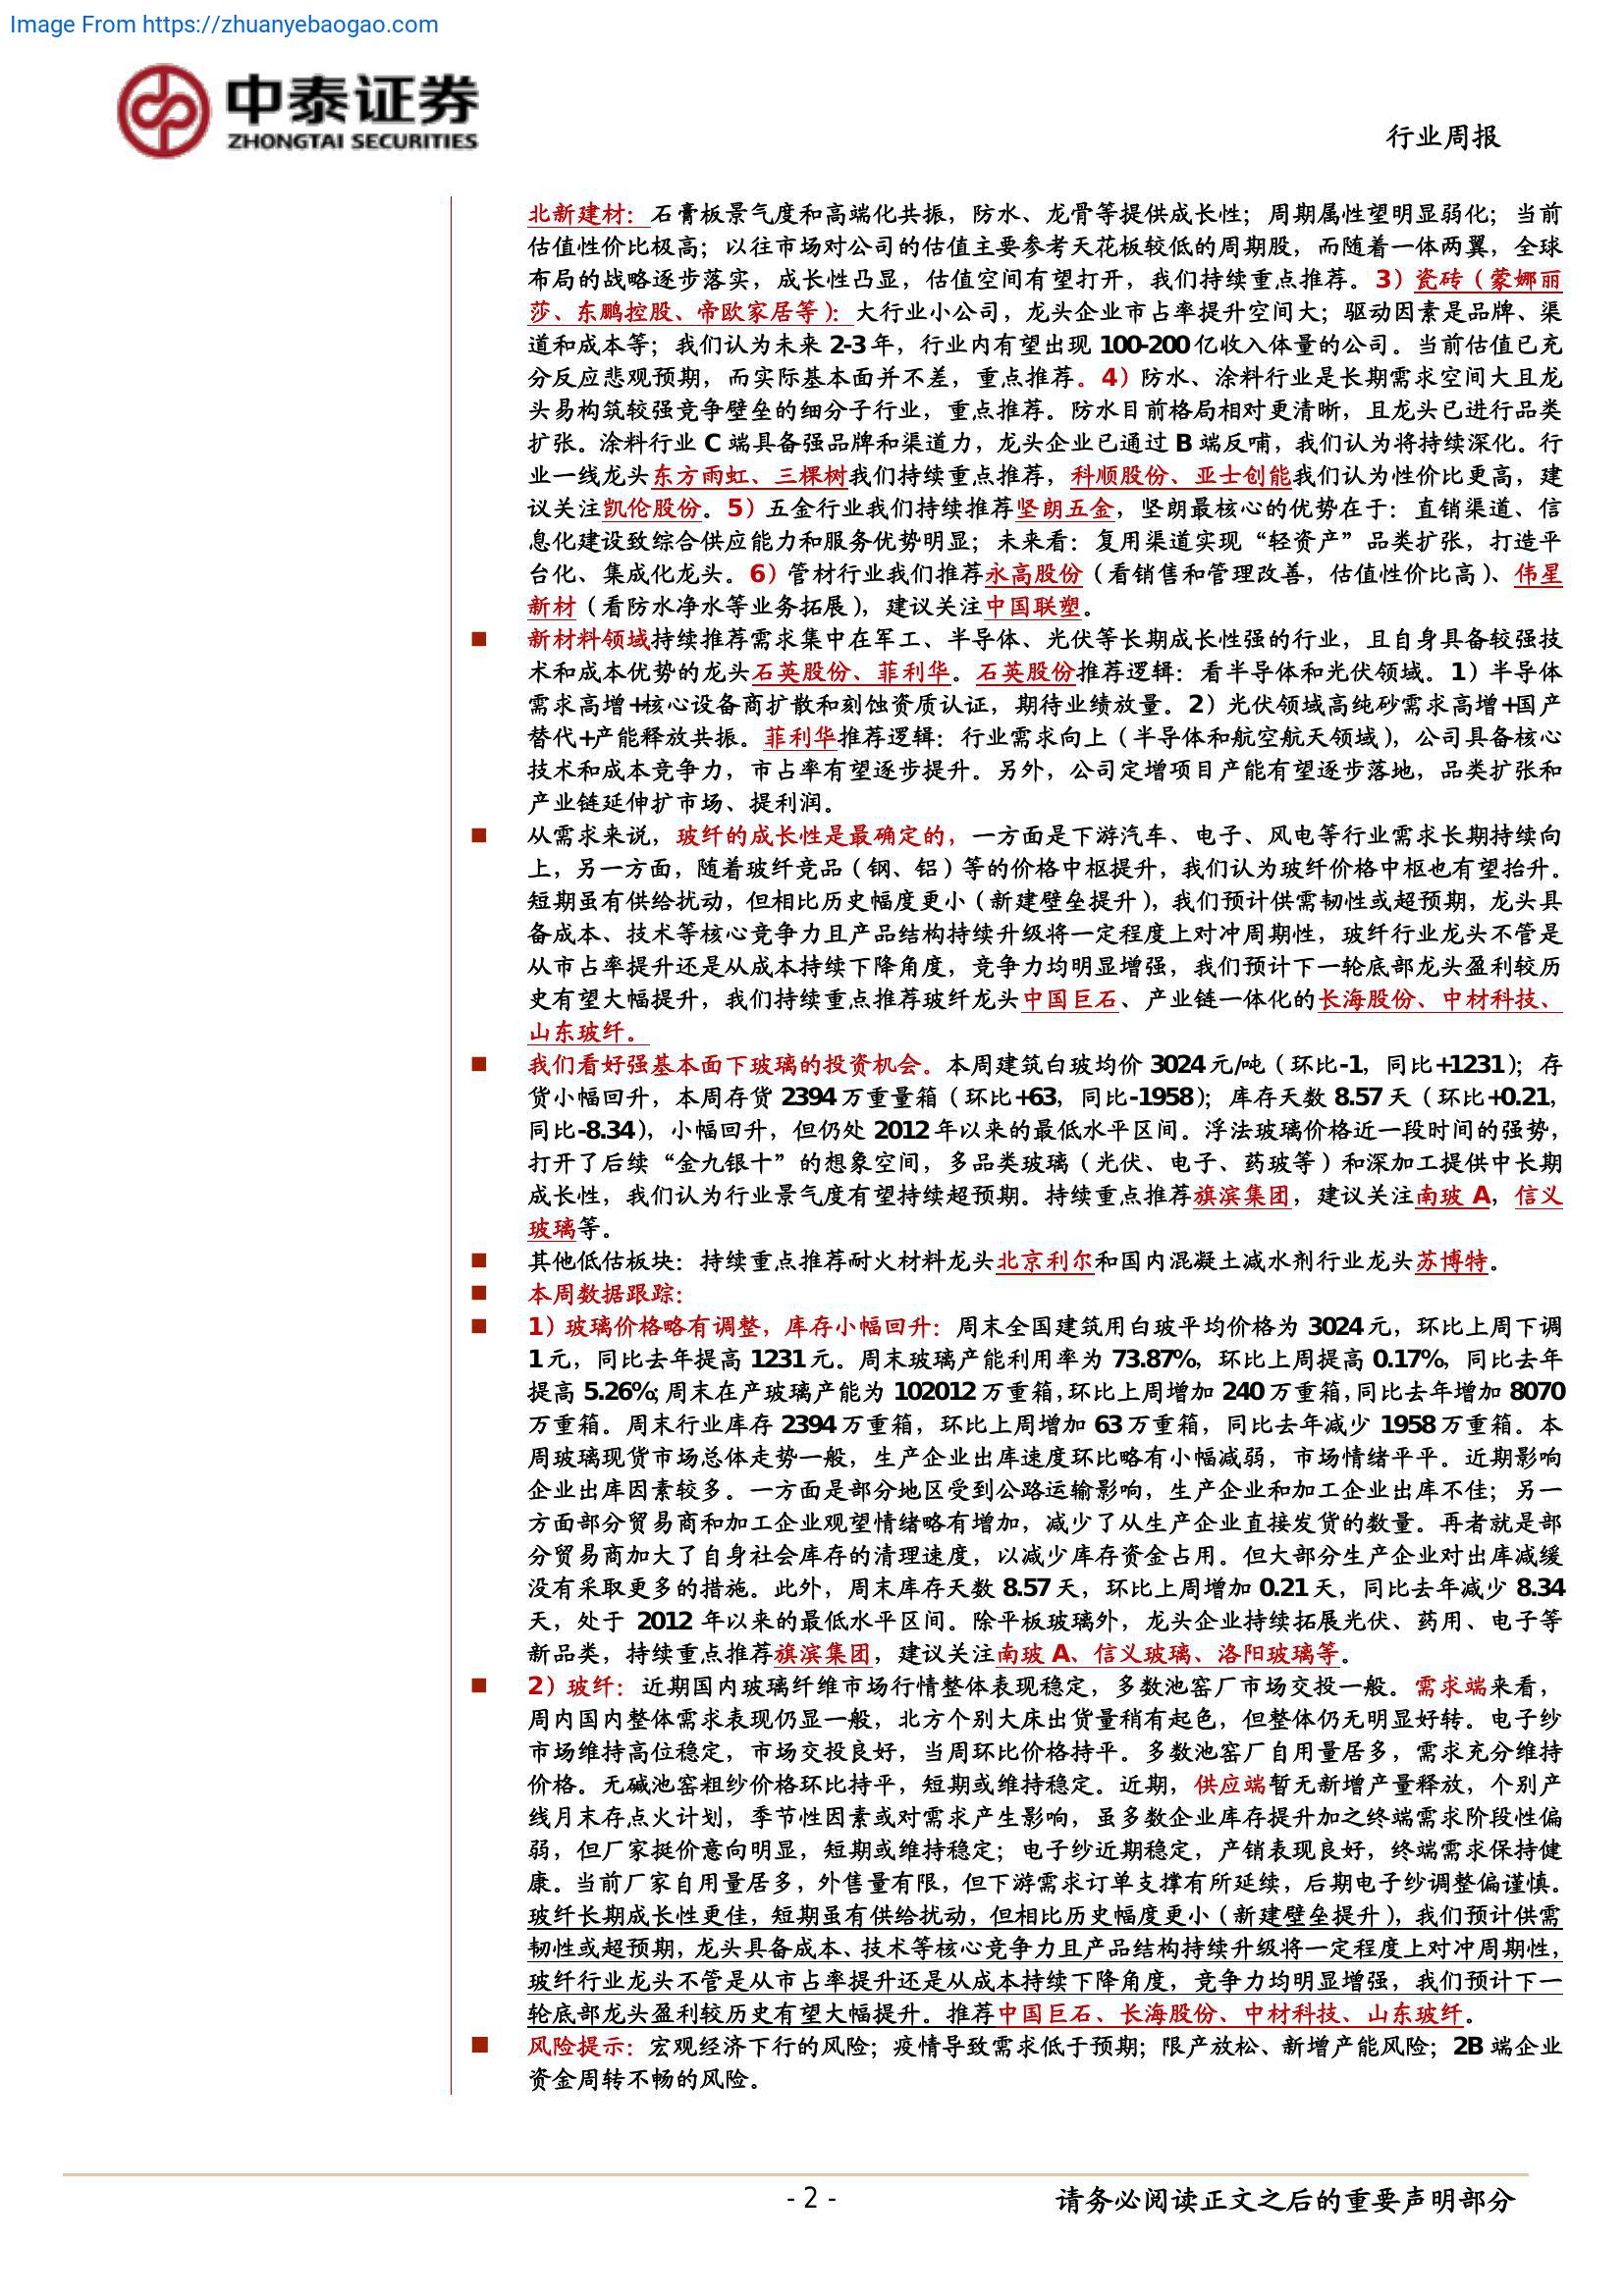 Image From https://zhuanyebaogao.com
中泰证券
ZHONGTAI SECURITIES
行业周报
北新建材：石膏板景气度和高端化共振，防水、龙骨等提供成长性；周期属性望明显弱化；当前
估值性价比极高；以往市场对公司的估值主要参考天花板较低的周期股，而随着一体两翼，全球
布局的战略逐步落实，成长性凸显，估值空间有望打开，我们持续重点推荐。3）瓷砖（蒙娜丽
莎、东鹏控股、帝欧家居等）：大行业小公司，龙头企业市占率提升空间大；驱动因素是品牌、渠
道和成本等；我们认为未来 2-3 年，行业内有望出现 100-200 亿收入体量的公司。当前估值已充
分反应悲观预期，而实际基本面并不差，重点推荐。4）防水、涂料行业是长期需求空间大且龙
头易构筑较强竞争壁垒的细分子行业，重点推荐。防水目前格局相对更清晰，且龙头已进行品类
扩张。涂料行业 C 端具备强品牌和渠道力，龙头企业已通过 B 端反哺，我们认为将持续深化。行
业一线龙头东方雨虹、三棵树我们持续重点推荐，科顺股份、亚士创能我们认为性价比更高，建
议关注凯伦股份。5）五金行业我们持续推荐坚朗五金，坚朗最核心的优势在于：直销渠道、信
息化建设致综合供应能力和服务优势明显；未来看：复用渠道实现“轻资产”品类扩张，打造平
台化、集成化龙头。6）管材行业我们推荐永高股份（看销售和管理改善，估值性价比高）、伟星
新材（看防水净水等业务拓展），建议关注中国联塑。
■ 新材料领域持续推荐需求集中在军工、半导体、光伏等长期成长性强的行业，且自身具备较强技
术和成本优势的龙头石英股份、菲利华。石英股份推荐逻辑：看半导体和光伏领域。1）半导体
需求高增+核心设备商扩散和刻蚀资质认证，期待业绩放量。2）光伏领域高纯砂需求高增+国产
替代+产能释放共振。菲利华推荐逻辑：行业需求向上（半导体和航空航天领域），公司具备核心
技术和成本竞争力，市占率有望逐步提升。另外，公司定增项目产能有望逐步落地，品类扩张和
产业链延伸扩市场、提利润。
■ 从需求来说，玻纤的成长性是最确定的，一方面是下游汽车、电子、风电等行业需求长期持续向
上，另一方面，随着玻纤竞品（钢、铝）等的价格中枢提升，我们认为玻纤价格中枢也有望抬升。
短期虽有供给扰动，但相比历史幅度更小（新建壁垒提升），我们预计供需韧性或超预期，龙头具
备成本、技术等核心竞争力且产品结构持续升级将一定程度上对冲周期性，玻纤行业龙头不管是
从市占率提升还是从成本持续下降角度，竞争力均明显增强，我们预计下一轮底部龙头盈利较历
史有望大幅提升，我们持续重点推荐玻纤龙头中国巨石、产业链一体化的长海股份、中材科技、
山东玻纤。
■ 我们看好强基本面下玻璃的投资机会。本周建筑白玻均价 3024 元/吨（环比-1，同比+1231）；存
货小幅回升，本周存货 2394 万重量箱（环比+63，同比-1958）；库存天数 8.57 天（环比+0.21，
同比-8.34），小幅回升，但仍处 2012 年以来的最低水平区间。浮法玻璃价格近一段时间的强势，
打开了后续“金九银十”的想象空间，多品类玻璃（光伏、电子、药玻等）和深加工提供中长期
成长性，我们认为行业景气度有望持续超预期。持续重点推荐旗滨集团，建议关注南玻 A，信义
玻璃等。
■ 其他低估板块：持续重点推荐耐火材料龙头北京利尔和国内混凝土减水剂行业龙头苏博特。
■ 本周数据跟踪：
■ 1）玻璃价格略有调整，库存小幅回升：周末全国建筑用白玻平均价格为 3024 元，环比上周下调
1 元，同比去年提高 1231 元。周末玻璃产能利用率为 73.87%，环比上周提高 0.17%，同比去年
提高 5.26%；周末在产玻璃产能为 102012 万重箱，环比上周增加 240 万重箱，同比去年增加 8070
万重箱。周末行业库存 2394 万重箱，环比上周增加 63 万重箱，同比去年减少 1958 万重箱。本
周玻璃现货市场总体走势一般，生产企业出库速度环比略有小幅减弱，市场情绪平平。近期影响
企业出库因素较多。一方面是部分地区受到公路运输影响，生产企业和加工企业出库不佳；另一
方面部分贸易商和加工企业观望情绪略有增加，减少了从生产企业直接发货的数量。再者就是部
分贸易商加大了自身社会库存的清理速度，以减少库存资金占用。但大部分生产企业对出库减缓
没有采取更多的措施。此外，周末库存天数 8.57 天，环比上周增加 0.21 天，同比去年减少 8.34
天，处于 2012 年以来的最低水平区间。除平板玻璃外，龙头企业持续拓展光伏、药用、电子等
新品类，持续重点推荐旗滨集团，建议关注南玻 A、信义玻璃、洛阳玻璃等。
■ 2）玻纤：近期国内玻璃纤维市场行情整体表现稳定，多数池窑厂市场交投一般。需求端来看，
周内国内整体需求表现仍显一般，北方个别大床出货量稍有起色，但整体仍无明显好转。电子纱
市场维持高位稳定，市场交投良好，当周环比价格持平。多数池窑厂自用量居多，需求充分维持
价格。无碱池窑粗纱价格环比持平，短期或维持稳定。近期，供应端暂无新增产量释放，个别产
线月末存点火计划，季节性因素或对需求产生影响，虽多数企业库存提升加之终端需求阶段性偏
弱，但厂家挺价意向明显，短期或维持稳定；电子纱近期稳定，产销表现良好，终端需求保持健
康。当前厂家自用量居多，外售量有限，但下游需求订单支撑有所延续，后期电子纱调整偏谨慎。
玻纤长期成长性更佳，短期虽有供给扰动，但相比历史幅度更小（新建壁垒提升），我们预计供需
韧性或超预期，龙头具备成本、技术等核心竞争力且产品结构持续升级将一定程度上对冲周期性，
玻纤行业龙头不管是从市占率提升还是从成本持续下降角度，竞争力均明显增强，我们预计下一
轮底部龙头盈利较历史有望大幅提升。推荐中国巨石、长海股份、中材科技、山东玻纤。
■ 风险提示：宏观经济下行的风险；疫情导致需求低于预期；限产放松、新增产能风险；2B 端企业
资金周转不畅的风险。
- 2 -
请务必阅读正文之后的重要声明部分